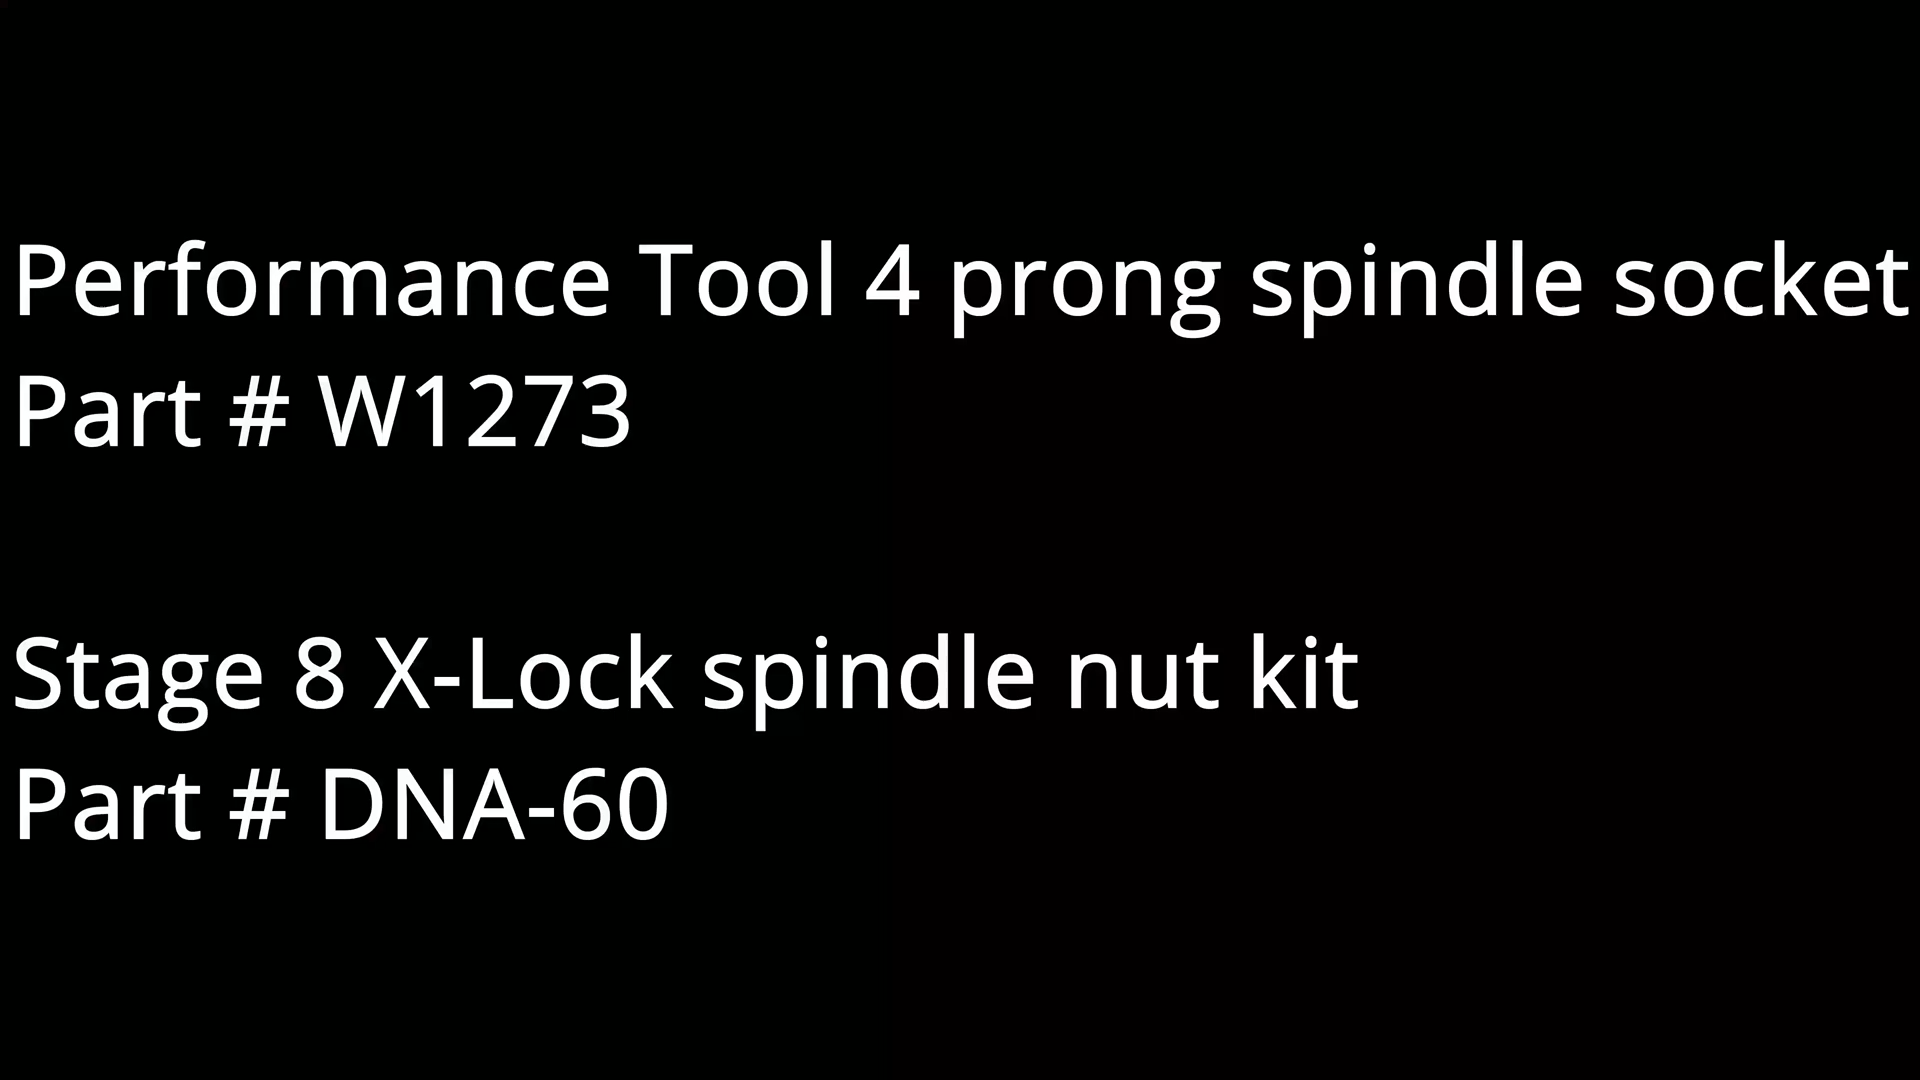 Performance Tool 4 prong spindle socket
Part # W1273
Stage 8 X-Lock spindle nut kit
Part # DNA-60